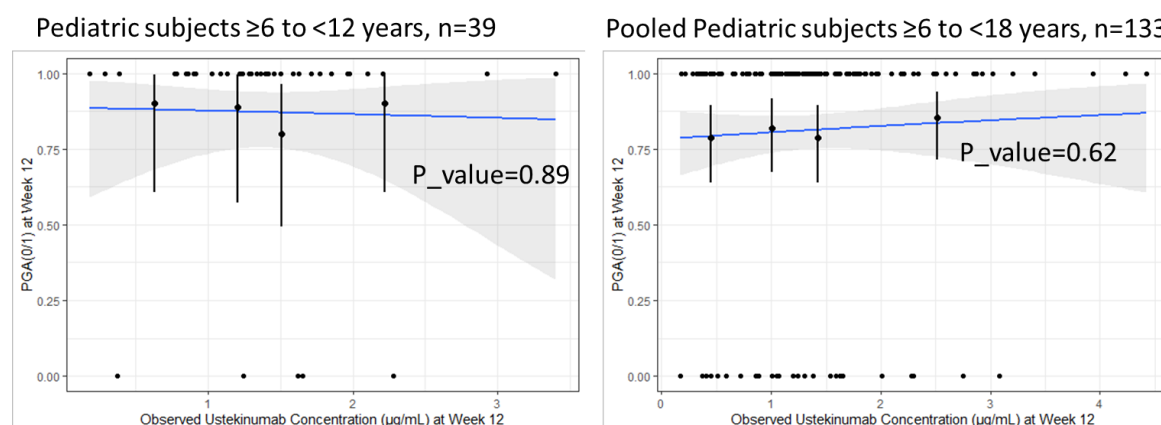 Pediatric subjects ≥6 to <12 years, n=39
1.00
0.75
0.50
0.25
0.00
PGA(0/1) at Week 12
P_value=0.89
1
2
3
Observed Ustekinumab Concentration (µg/mL) at Week 12
Pooled Pediatric Subjects ≥6 to <18 years, n=133
1.00
0.75
0.50
0.25
0.00
PGA(0/1) at Week 12
P_value=0.62
0
1
2
3
4
Observed Ustekinumab Concentration (µg/mL) at Week 12